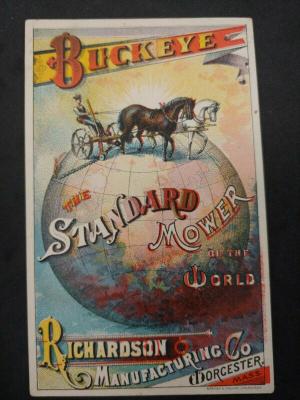 BUCKEYE
THE
STANDARD
MOWER
OF THE
WORLD
RICHARDSON
MANUFACTURING CO
WORCESTER,
MASS.